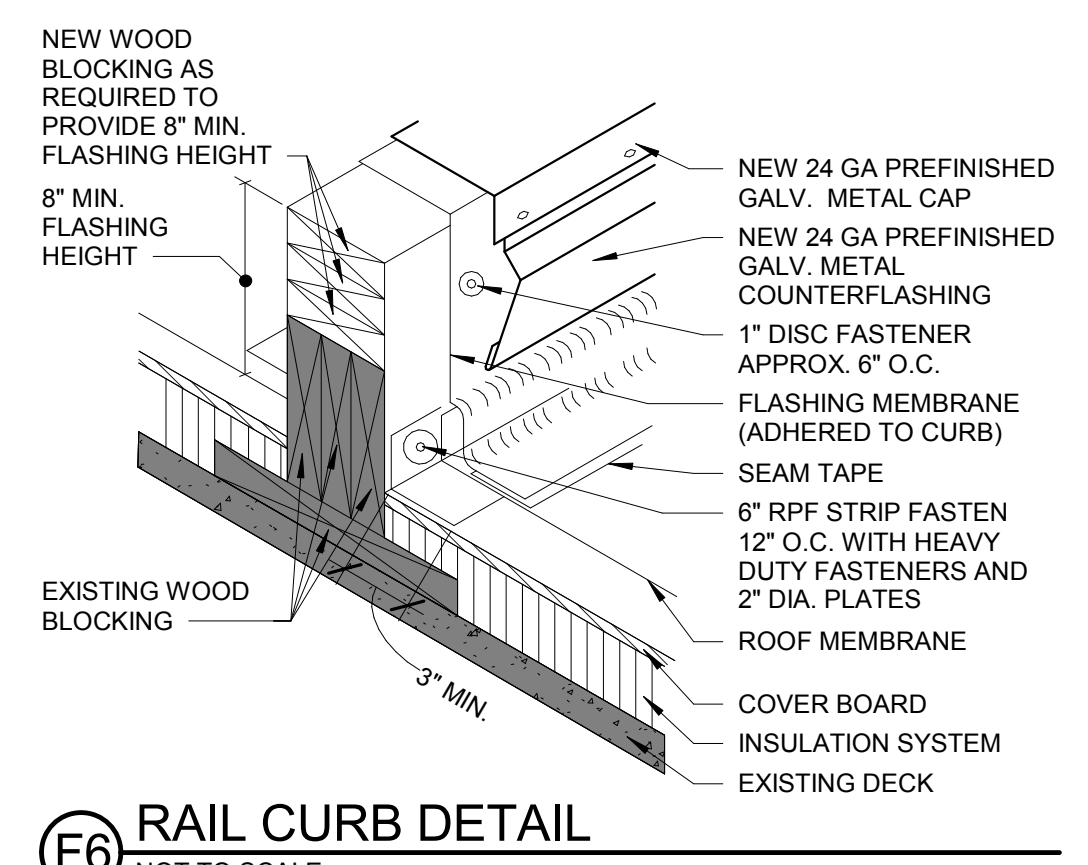 NEW WOOD
BLOCKING AS
REQUIRED TO
PROVIDE 8" MIN.
FLASHING HEIGHT
8" MIN.
FLASHING
HEIGHT
EXISTING WOOD
BLOCKING
3" MIN.
NEW 24 GA PREFINISHED
GALV. METAL CAP
NEW 24 GA PREFINISHED
GALV. METAL
COUNTERFLASHING
1" DISC FASTENER
APPROX. 6" O.C.
FLASHING MEMBRANE
(ADHERED TO CURB)
SEAM TAPE
6" RPF STRIP FASTEN
12" O.C. WITH HEAVY
DUTY FASTENERS AND
2" DIA. PLATES
ROOF MEMBRANE
COVER BOARD
INSULATION SYSTEM
EXISTING DECK
F6
RAIL CURB DETAIL
NOT TO SCALE